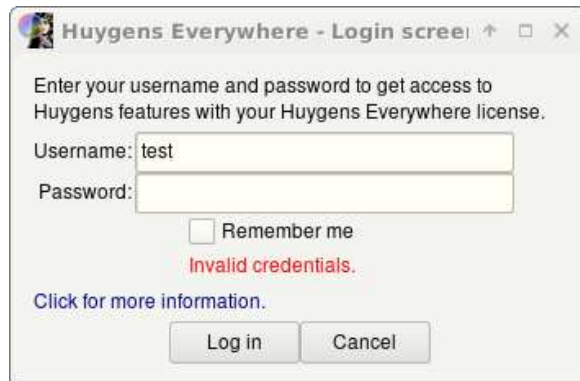 Huygens Everywhere - Login screen
Enter your username and password to get access to
Huygens features with your Huygens Everywhere license.
Username: test
Password:
Remember me
Invalid credentials.
Click for more information.
Log in Cancel